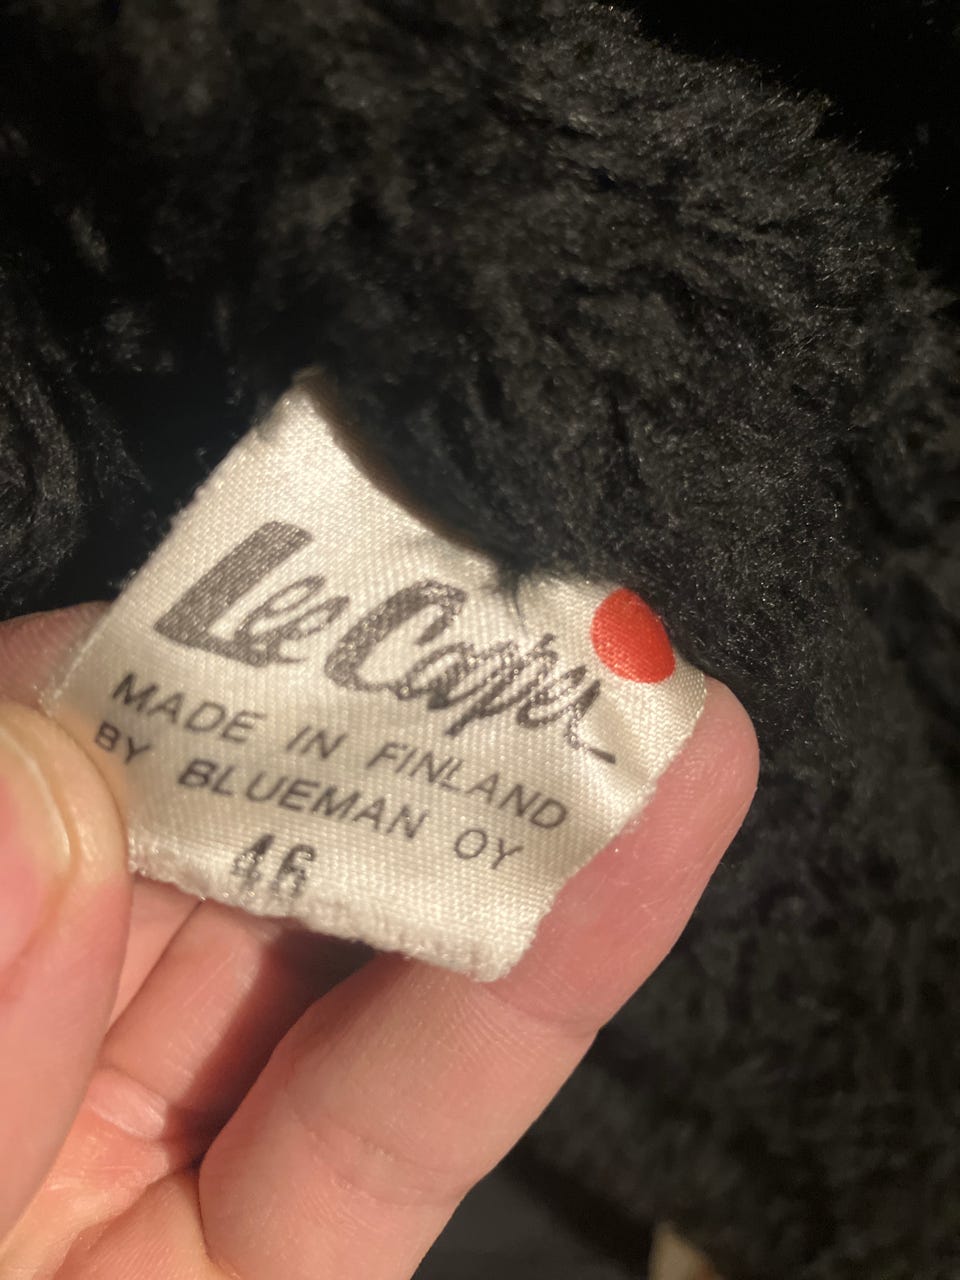 Lee Cooper
MADE IN FINLAND
BY BLUEMAN OY
46